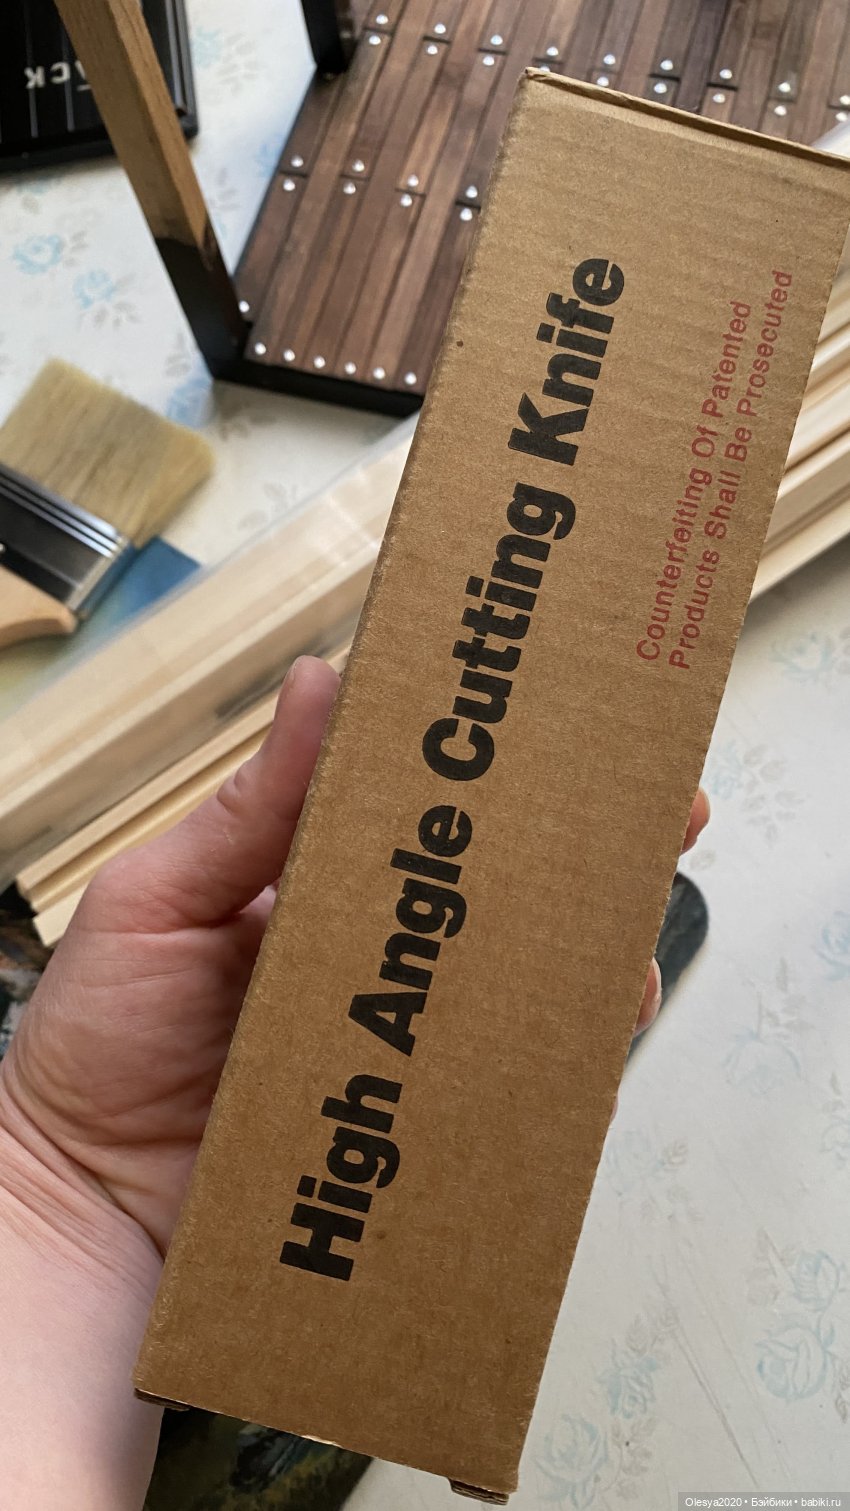 High Angle Cutting Knife
Counterfeiting Of Patented
Products Shall Be Prosecuted
Olesya2020 • Бэйбики • babiki.ru